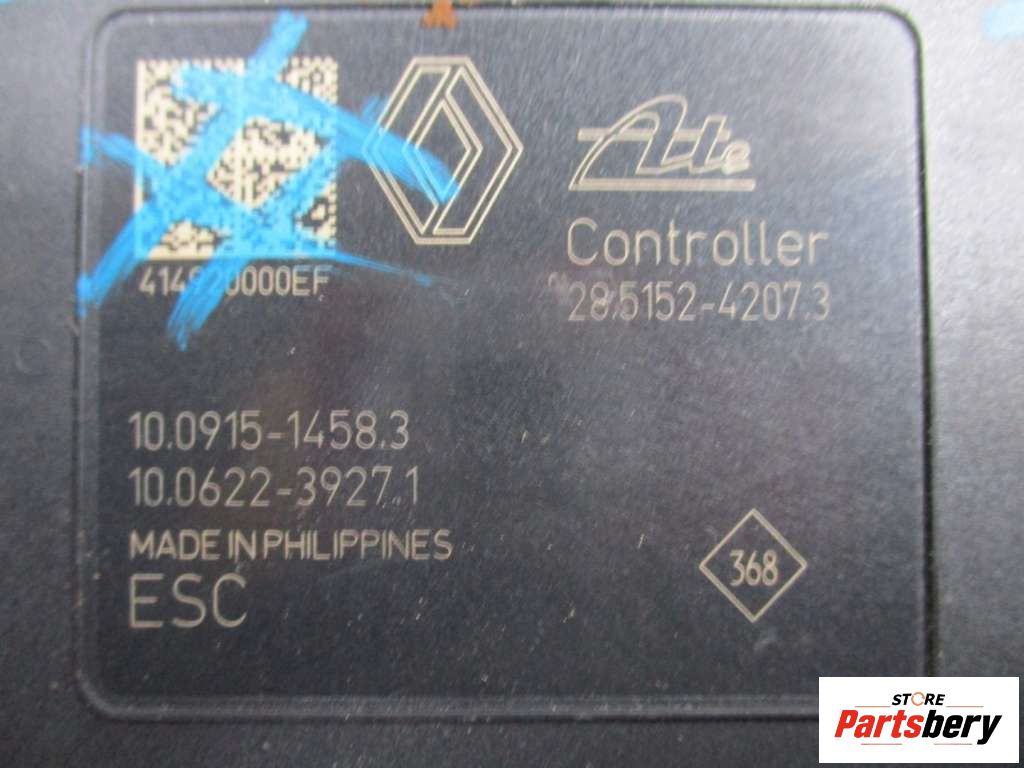 Ate
Controller
28.5152-4207.3
10.0915-1458.3
10.0622-3927.1
MADE IN PHILIPPINES
ESC
368
STORE
Partsbery